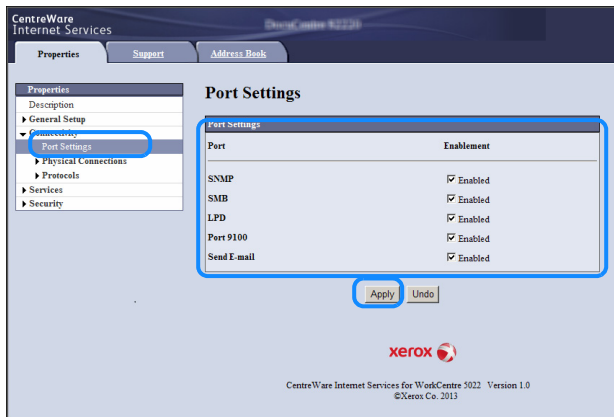 CentreWare
Internet Services
Properties
Support
Address Book
Properties
Description
General Setup
Connectivity
Port Settings
Physical Connections
Protocols
Services
Security
Port Settings
Port Settings
Port Enablement
SNMP Enabled
SMB Enabled
LPD Enabled
Port 9100 Enabled
Send E-mail Enabled
Apply Undo
xerox
CentreWare Internet Services for WorkCentre 5022 Version 1.0
©Xerox Co. 2013